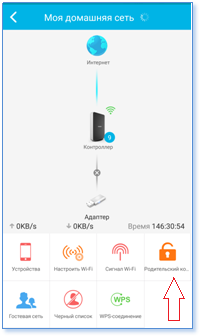 Моя домашняя сеть
Интернет
9
Контроллер
Адаптер
↑ 0KB/s ↓ 0KB/s Время 146:30:54
Устройства Настроить Wi-Fi Сигнал Wi-Fi Родительский ко...
WPS
Гостевая сеть Черный список WPS-соединение